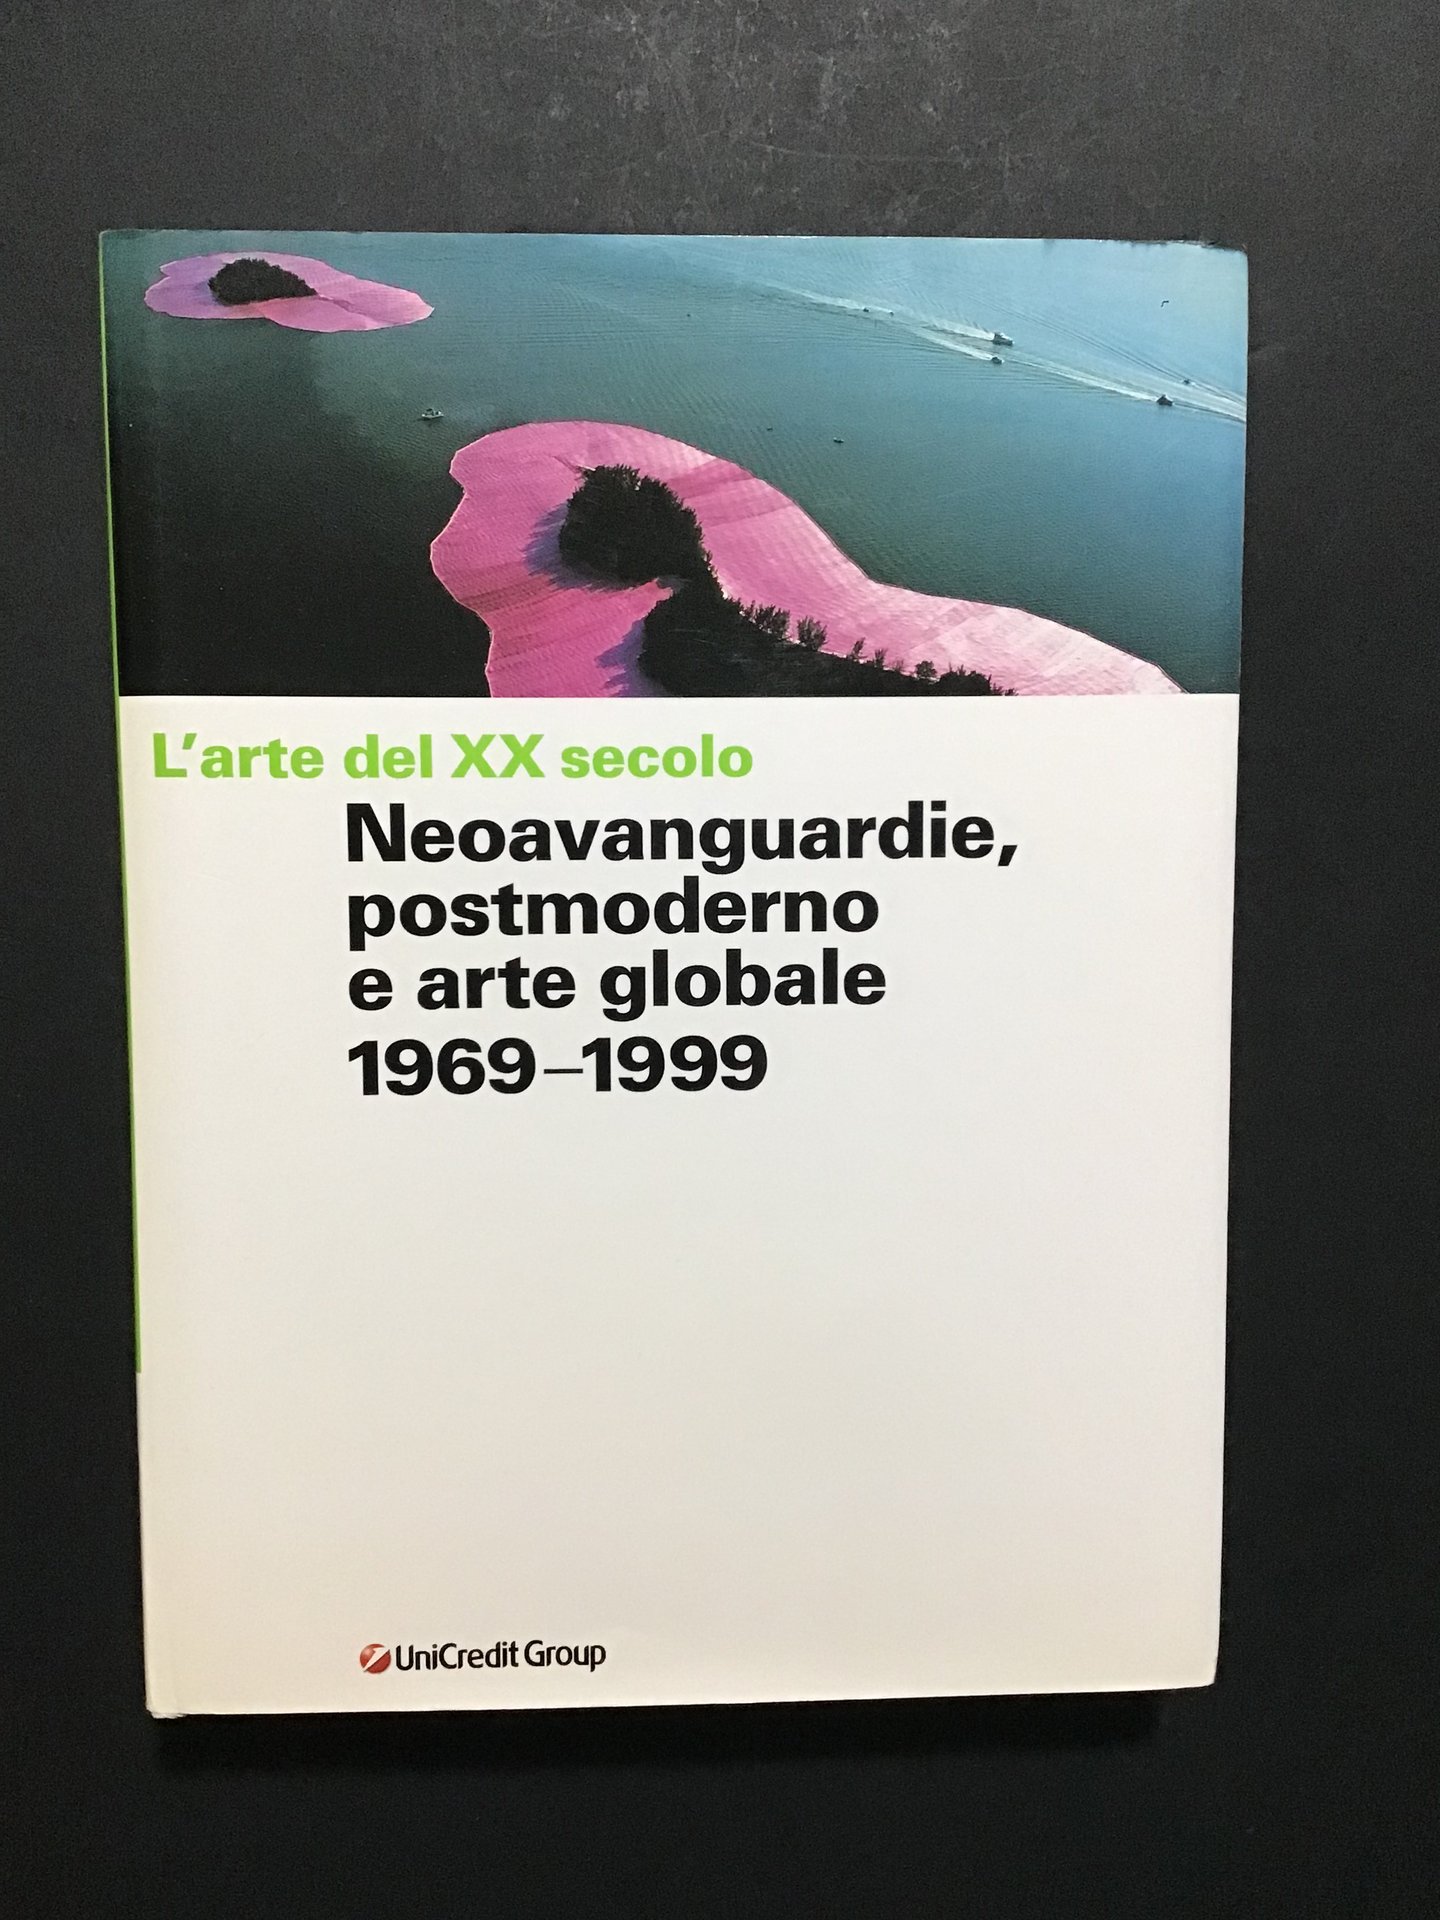 L'arte del XX secolo
Neoavanguardie,
postmoderno
e arte globale
1969–1999
UniCredit Group